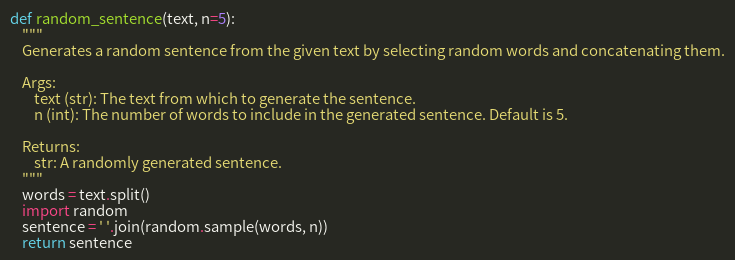 def random_sentence(text, n=5):
    """
    Generates a random sentence from the given text by selecting random words and concatenating them.

    Args:
        text (str): The text from which to generate the sentence.
        n (int): The number of words to include in the generated sentence. Default is 5.

    Returns:
        str: A randomly generated sentence.
    """
    words = text.split()
    import random
    sentence = ' '.join(random.sample(words, n))
    return sentence